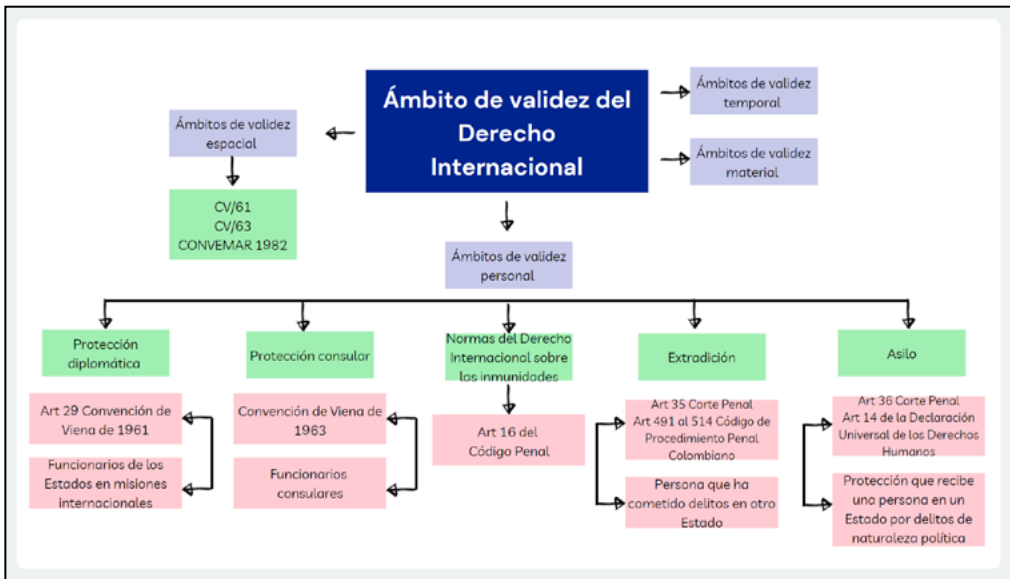 Ámbito de validez del
Derecho
Internacional
Ámbitos de validez
temporal
Ámbitos de validez
espacial
Ámbitos de validez
material
CV/61
CV/63
CONVEMAR 1982
Ámbitos de validez
personal
Protección
diplomática
Protección consular
Normas del Derecho
Internacional sobre
las inmunidades
Extradición
Asilo
Art 29 Convención de
Viena de 1961
Convención de Viena de
1963
Art 16 del
Código Penal
Art 35 Corte Penal
Art 491 al 514 Código de
Procedimiento Penal
Colombiano
Art 36 Corte Penal
Art 14 de la Declaración
Universal de los Derechos
Humanos
Funcionarios de los
Estados en misiones
internacionales
Funcionarios
consulares
Persona que ha
cometido delitos en otro
Estado
Protección que recibe
una persona en un
Estado por delitos de
naturaleza política